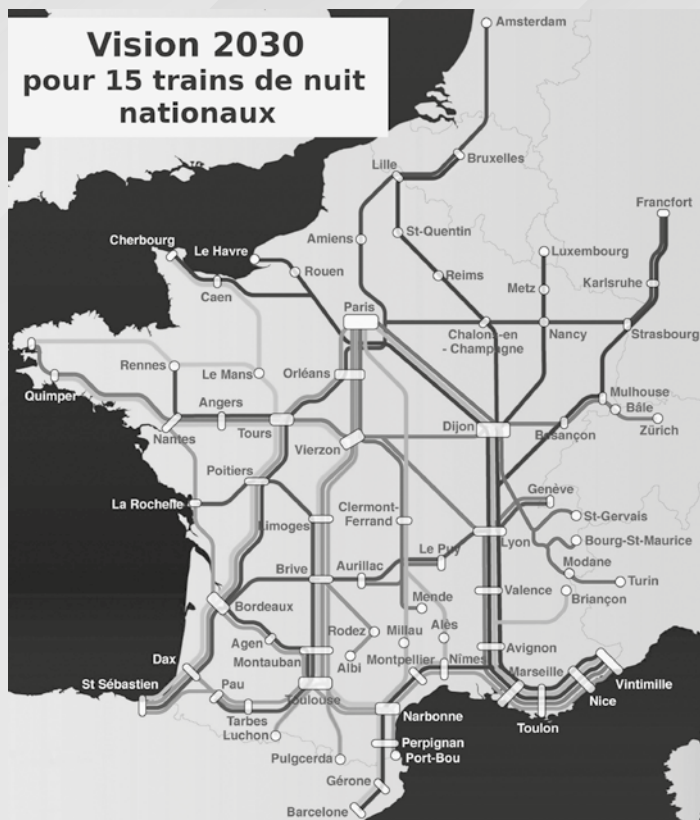 Vision 2030
pour 15 trains de nuit
nationaux
Amsterdam
Bruxelles
Lille
Francfort
Amiens
St-Quentin
Cherbourg
Le Havre
Luxembourg
Rouen
Reims
Karlsruhe
Caen
Metz
Paris
Chalons-en
- Champagne
Nancy
Strasbourg
Rennes
Le Mans
Orléans
Quimper
Angers
Mulhouse
Bâle
Nantes
Tours
Dijon
Besançon
Zürich
Vierzon
Poitiers
Genève
La Rochelle
Limoges
Clermont-
Ferrand
St-Gervais
Lyon
Bourg-St-Maurice
Le Puy
Modane
Brive
Aurillac
Turin
Valence
Briançon
Mende
Bordeaux
Agen
Rodez
Millau
Alès
Avignon
Dax
Montauban
Albi
Montpellier
Nîmes
Marseille
St Sébastien
Pau
Vintimille
Toulouse
Nice
Tarbes
Narbonne
Toulon
Luchon
Perpignan
Puigcerda
Port-Bou
Gérone
Barcelone